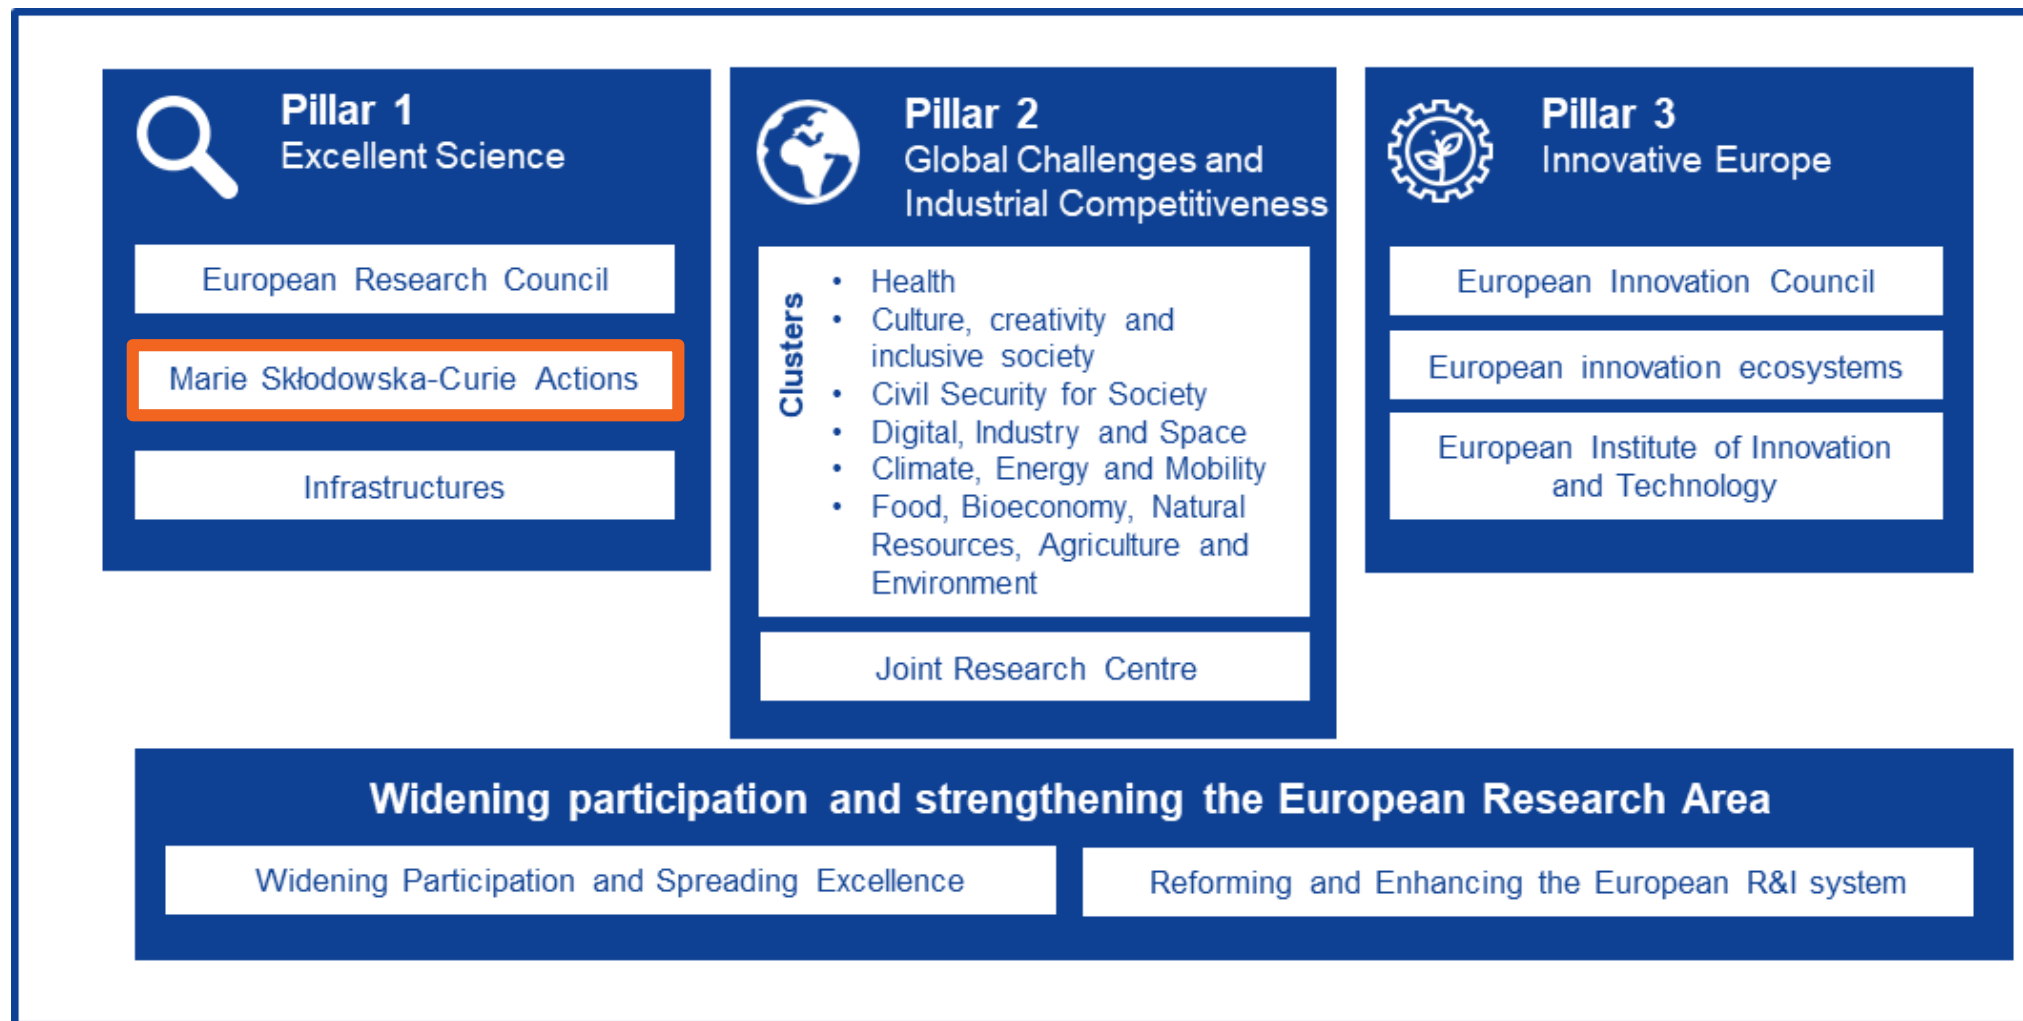 Pillar 1
Excellent Science
European Research Council
Marie Skłodowska-Curie Actions
Infrastructures
Pillar 2
Global Challenges and
Industrial Competitiveness
Clusters
• Health
• Culture, creativity and
inclusive society
• Civil Security for Society
• Digital, Industry and Space
• Climate, Energy and Mobility
• Food, Bioeconomy, Natural
Resources, Agriculture and
Environment
Joint Research Centre
Pillar 3
Innovative Europe
European Innovation Council
European innovation ecosystems
European Institute of Innovation
and Technology
Widening participation and strengthening the European Research Area
Widening Participation and Spreading Excellence
Reforming and Enhancing the European R&I system